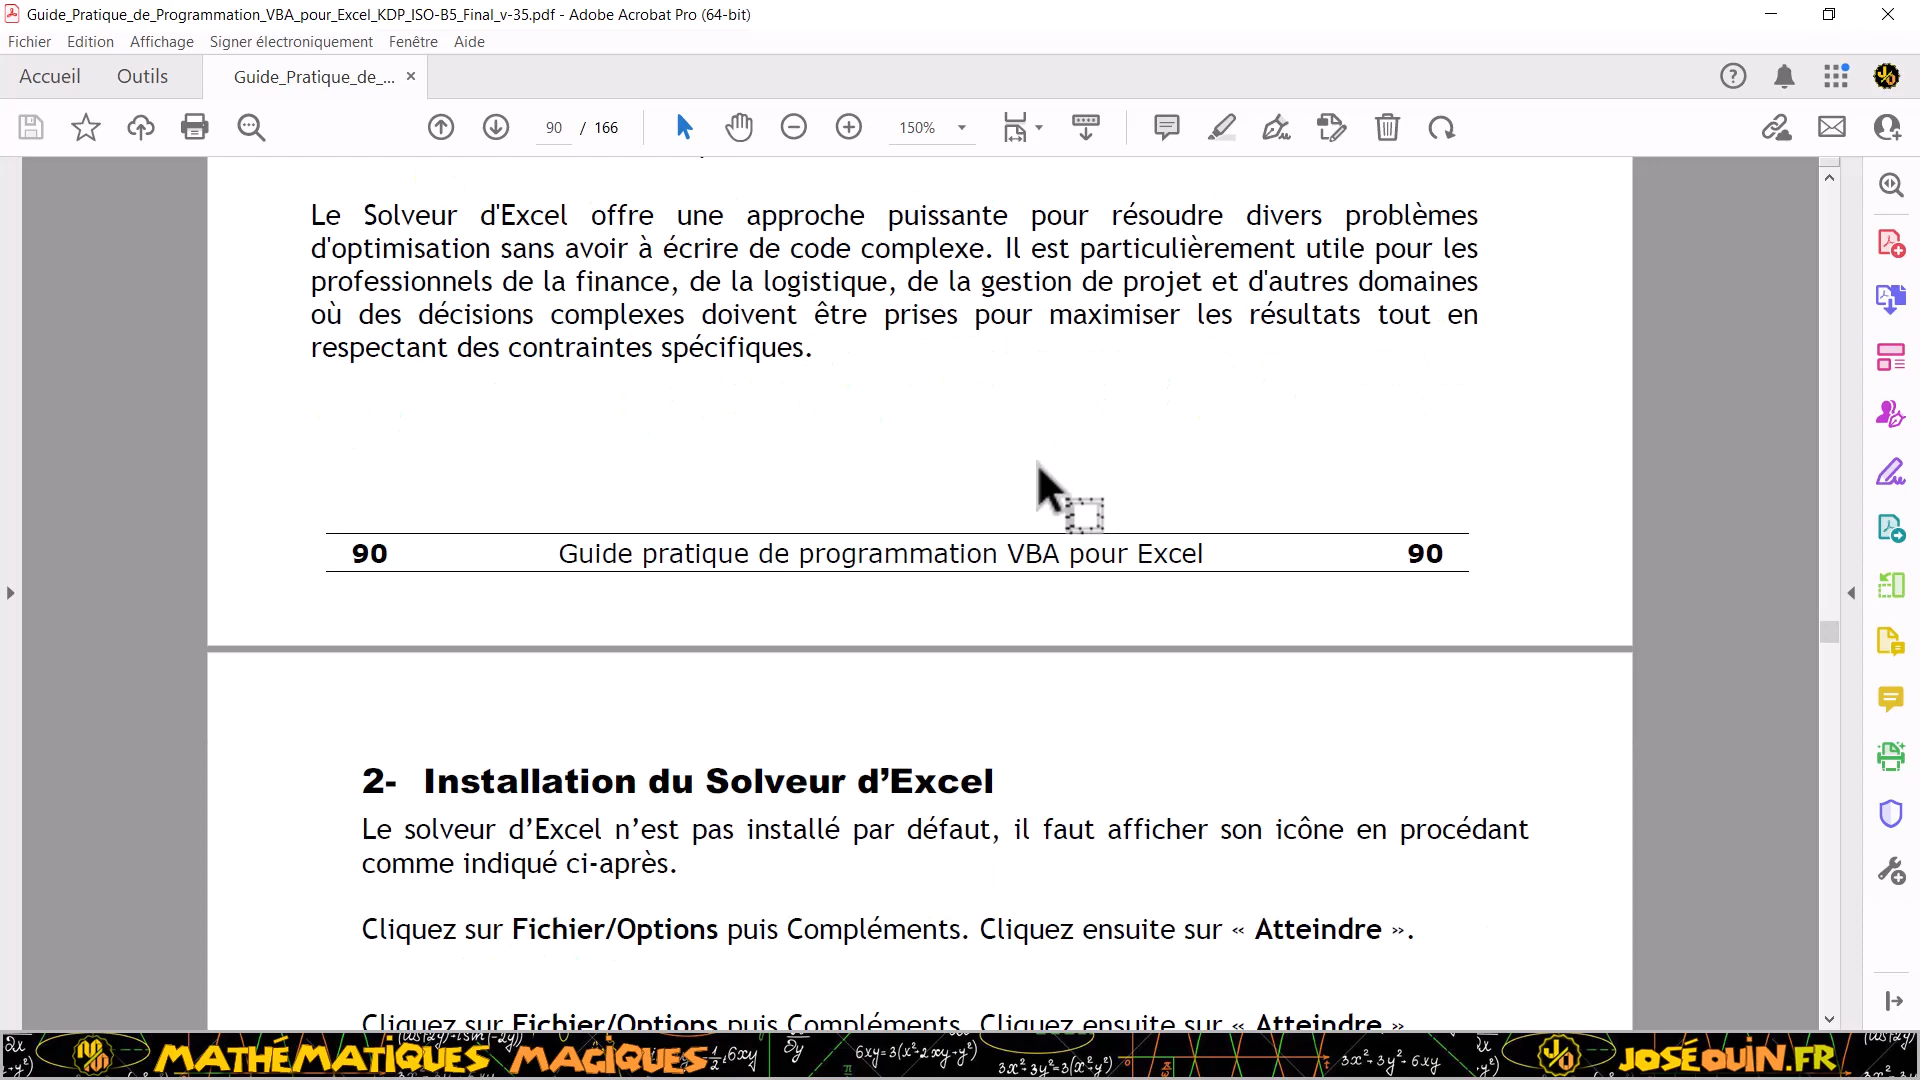 Guide_Pratique_de_Programmation_VBA_pour_Excel_KDP_ISO-B5_Final_v-35.pdf - Adobe Acrobat Pro (64-bit)
Fichier Edition Affichage Signer électroniquement Fenêtre Aide
Accueil Outils Guide_Pratique_de_... ×
90 / 166 150%
Le Solveur d'Excel offre une approche puissante pour résoudre divers problèmes
d'optimisation sans avoir à écrire de code complexe. Il est particulièrement utile pour les
professionnels de la finance, de la logistique, de la gestion de projet et d'autres domaines
où des décisions complexes doivent être prises pour maximiser les résultats tout en
respectant des contraintes spécifiques.
90 Guide pratique de programmation VBA pour Excel 90
2- Installation du Solveur d’Excel
Le solveur d’Excel n’est pas installé par défaut, il faut afficher son icône en procédant
comme indiqué ci-après.
Cliquez sur Fichier/Options puis Compléments. Cliquez ensuite sur « Atteindre ».
Cliquez sur Fichier/Options puis Compléments. Cliquez ensuite sur « Atteindre »
MATHÉMATIQUES MAGIQUES JOSÉOUIN.FR